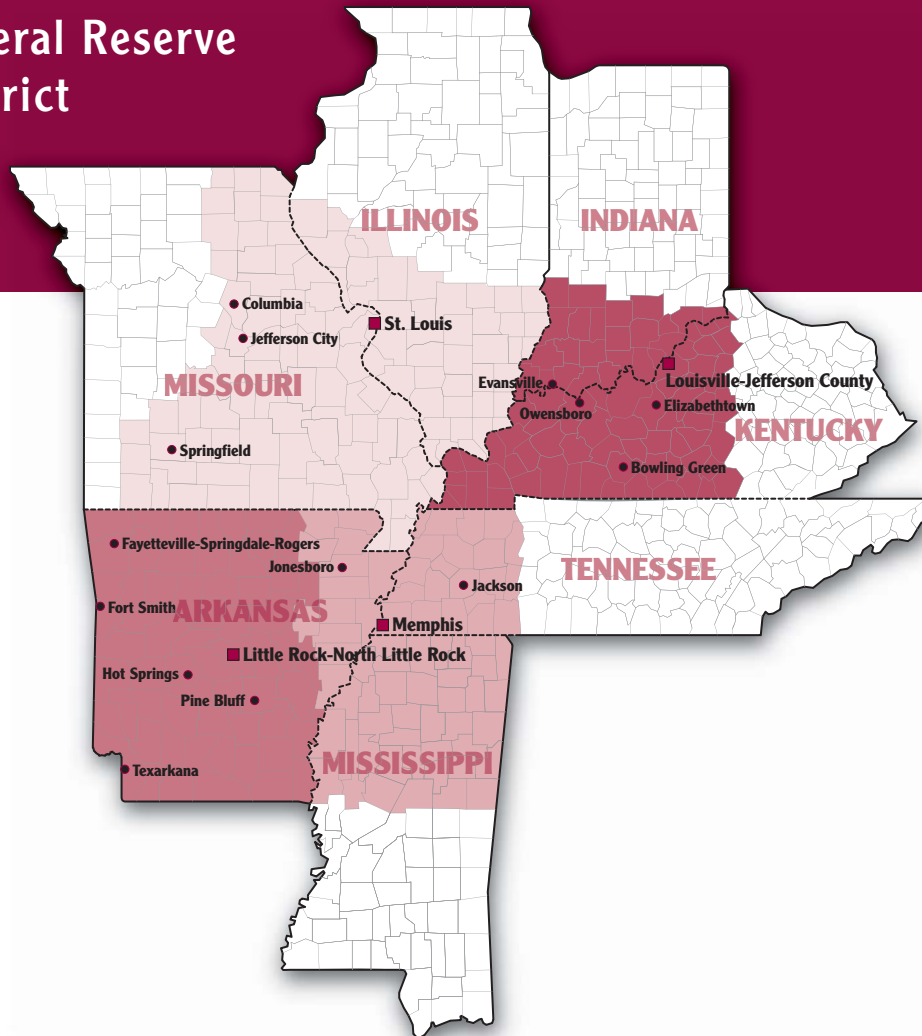 eral Reserve
rict
ILLINOIS
INDIANA
Columbia
St. Louis
Jefferson City
MISSOURI
Evansville
Louisville-Jefferson County
Owensboro
Elizabethtown
KENTUCKY
Springfield
Bowling Green
Fayetteville-Springdale-Rogers
Jonesboro
TENNESSEE
Jackson
Fort Smith
ARKANSAS
Memphis
Little Rock-North Little Rock
Hot Springs
Pine Bluff
MISSISSIPPI
Texarkana